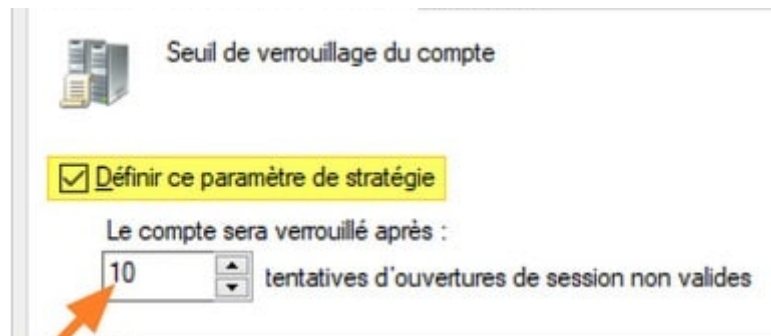 Seuil de verrouillage du compte
Définir ce paramètre de stratégie
Le compte sera verrouillé après :
10 tentatives d'ouvertures de session non valides